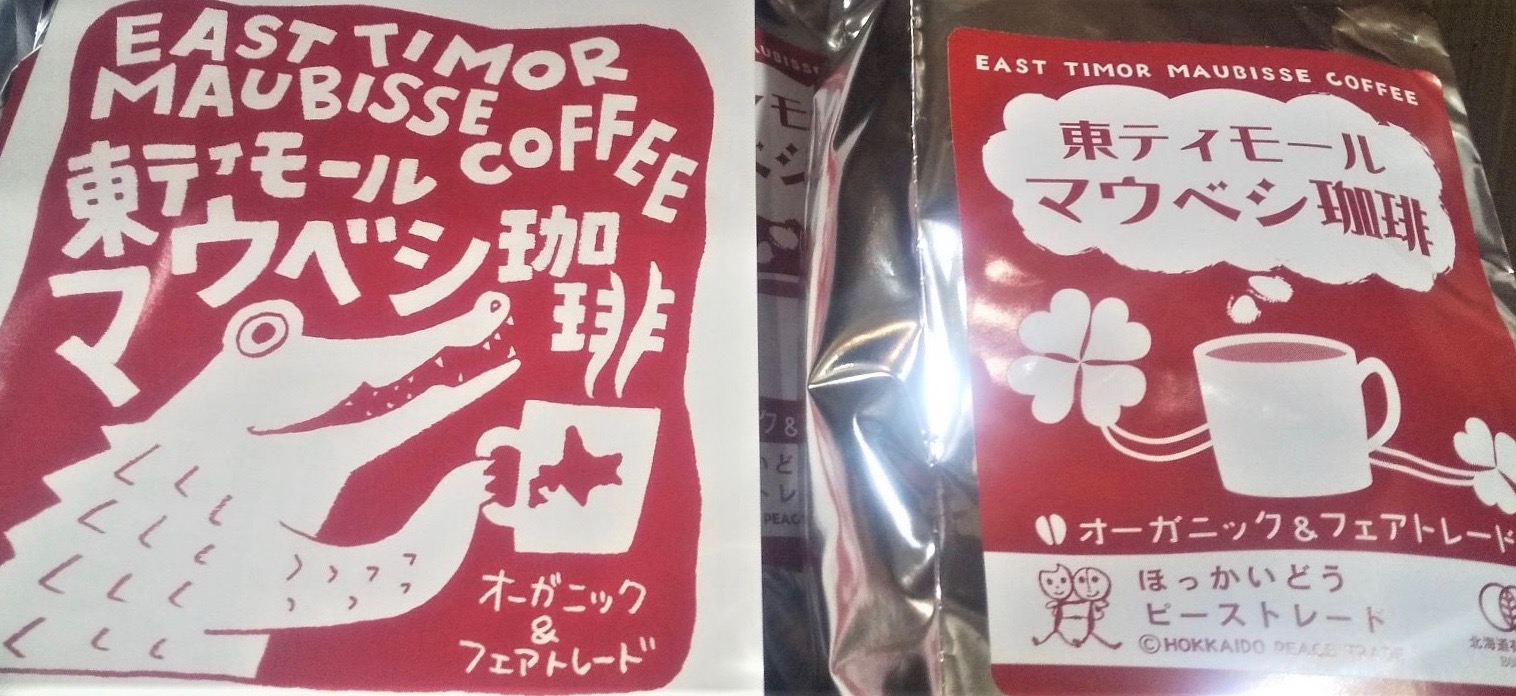 EAST TIMOR
MAUBISSE COFFEE
東ティモール
マウベシ珈琲
オーガニック
&
フェアトレード
EAST TIMOR MAUBISSE COFFEE
東ティモール
マウベシ珈琲
オーガニック&フェアトレード
ほっかいどう
ピーストレード
©HOKKAIDO PEACE TRADE
北海道